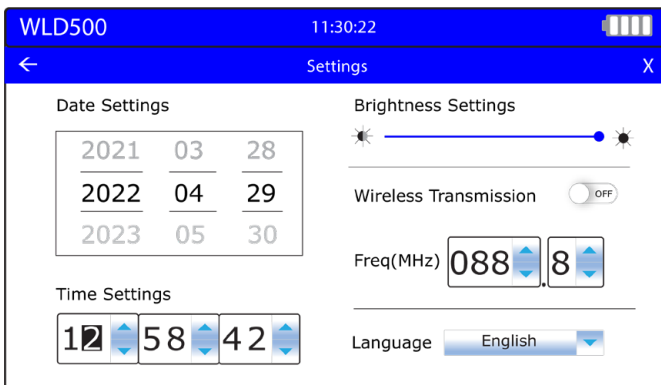 WLD500 11:30:22
Settings X
Date Settings
2021 03 28
2022 04 29
2023 05 30
Time Settings
12 58 42
Brightness Settings
Wireless Transmission OFF
Freq(MHz) 088.8
Language English